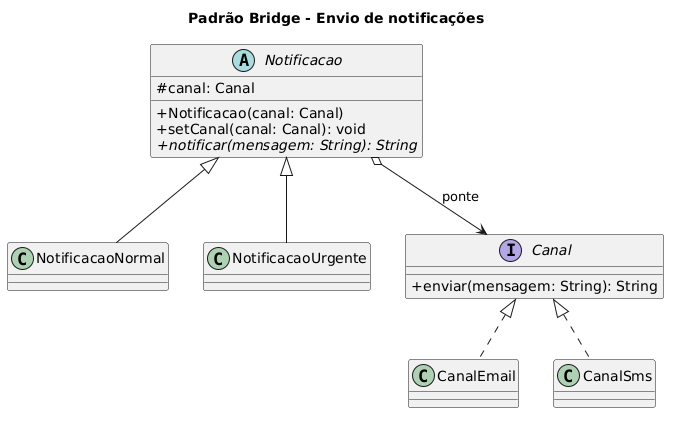 Padrão Bridge - Envio de notificações
A Notificacao
#canal: Canal
+Notificacao(canal: Canal)
+setCanal(canal: Canal): void
+notificar(mensagem: String): String
ponte
C NotificacaoNormal
C NotificacaoUrgente
I Canal
+enviar(mensagem: String): String
C CanalEmail
C CanalSms